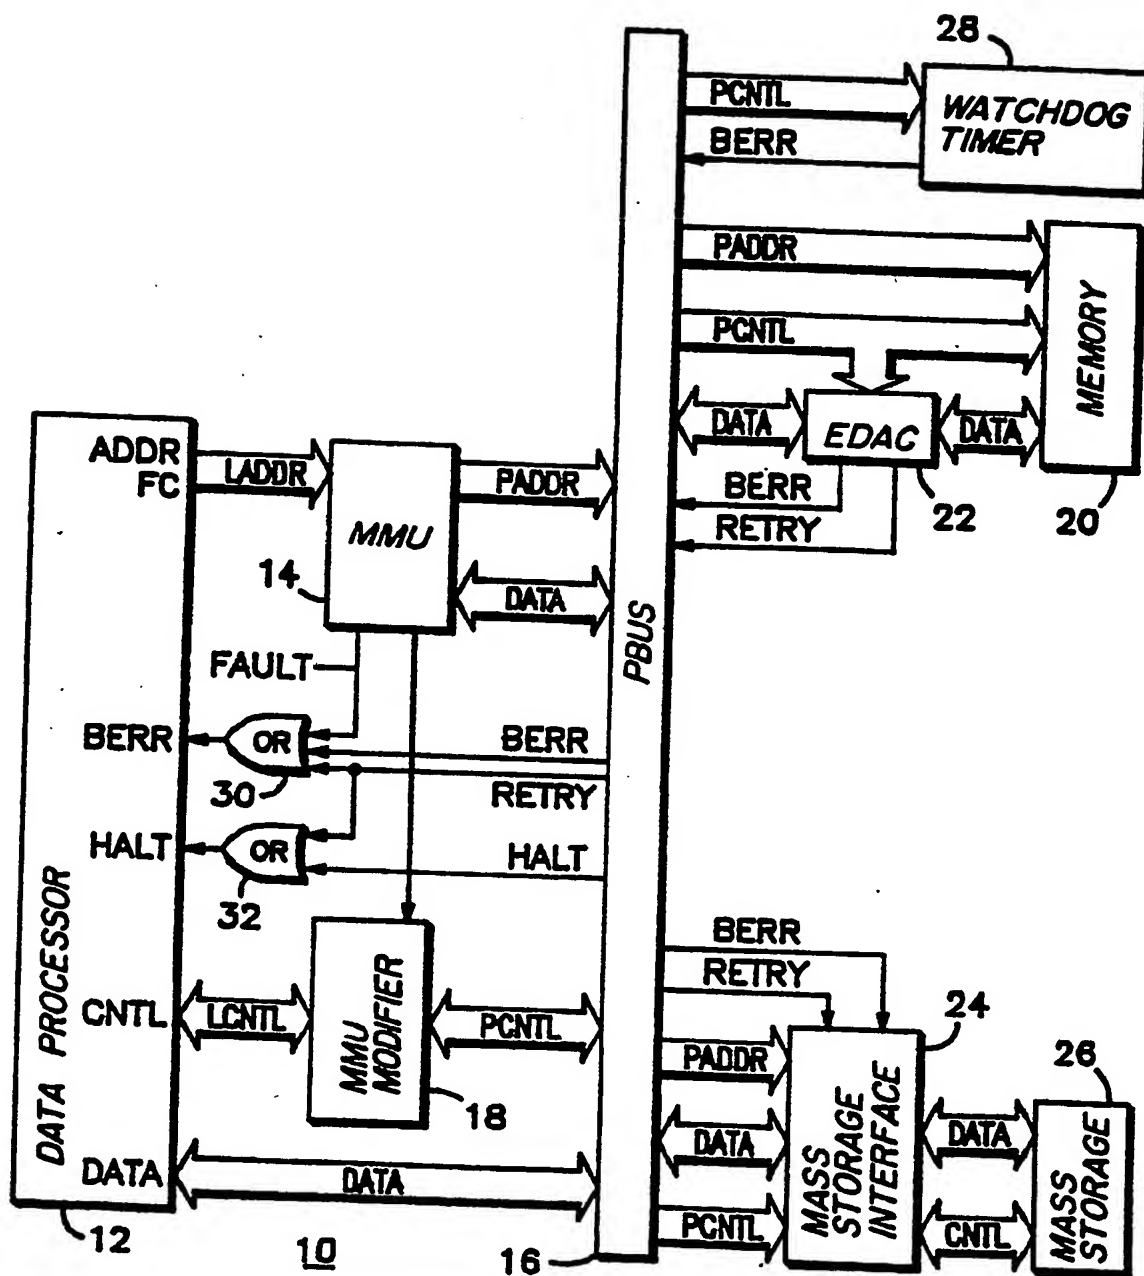 28
WATCHDOG
TIMER
PCNTL
BERR
PADDR
PCNTL
MEMORY
DATA
EDAC
DATA
BERR
RETRY
22
20
ADDR
FC
LADDR
MMU
PADDR
14
DATA
PBUS
FAULT
BERR
OR
30
BERR
RETRY
HALT
OR
32
HALT
DATA PROCESSOR
BERR
RETRY
CNTL
LCNTL
MMU
MODIFIER
PCNTL
18
PADDR
DATA
PCNTL
MASS
STORAGE
INTERFACE
24
26
DATA
CNTL
MASS
STORAGE
DATA
DATA
12
10
16